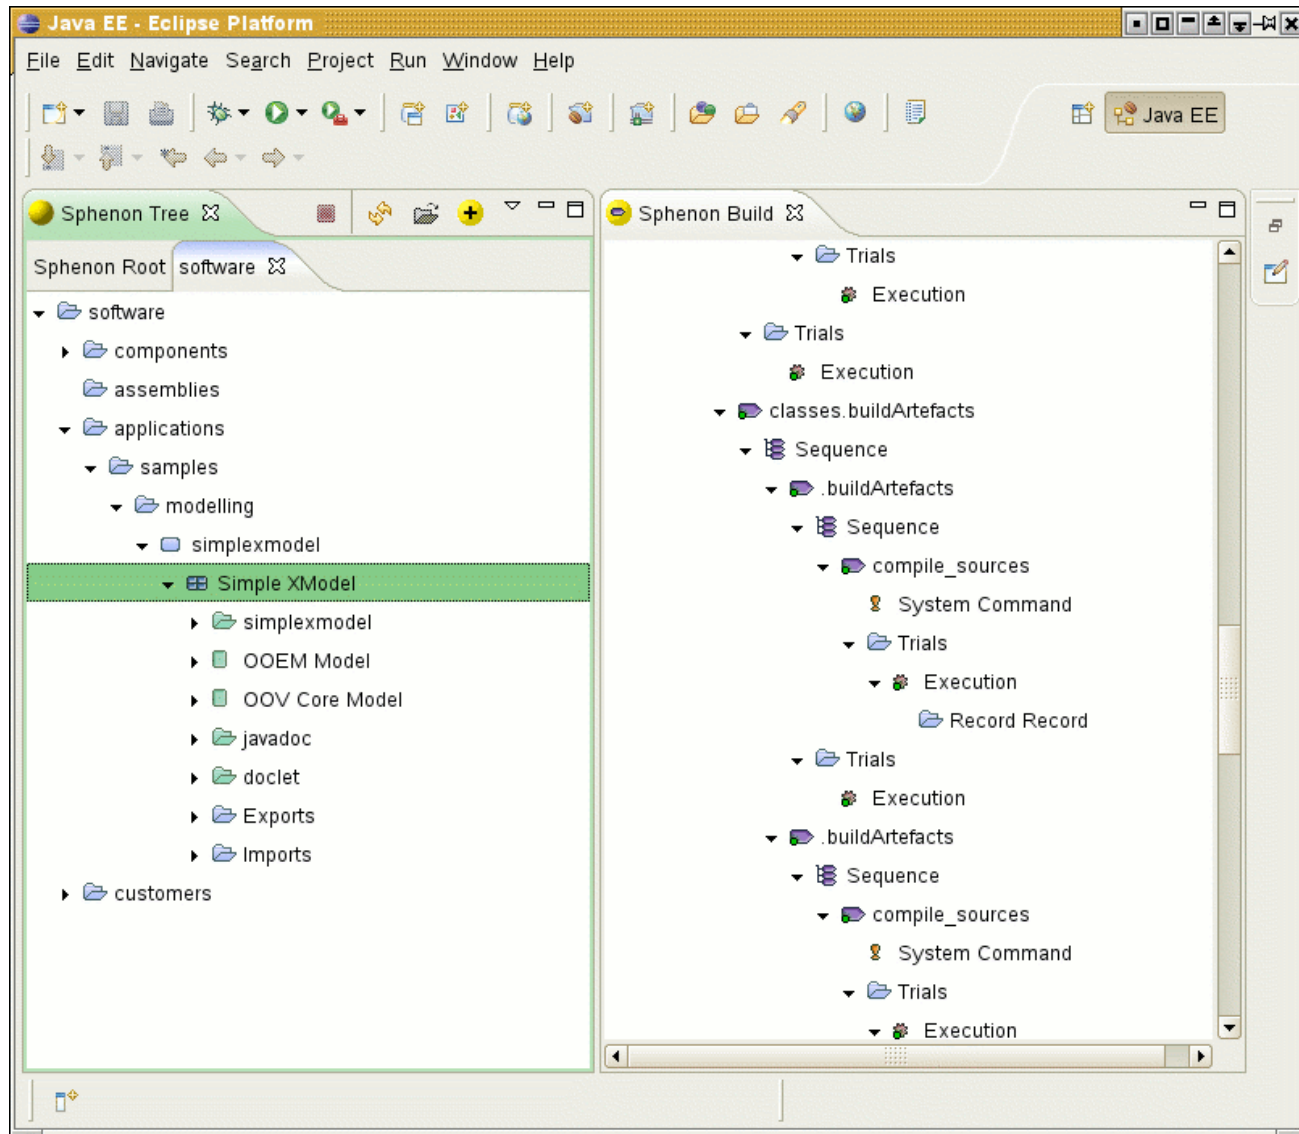 Java EE - Eclipse Platform
File Edit Navigate Search Project Run Window Help
Java EE
Sphenon Tree
Sphenon Root software
software
components
assemblies
applications
samples
modelling
simplexmodel
Simple XModel
simplexmodel
OOEM Model
OOV Core Model
javadoc
doclet
Exports
Imports
customers
Sphenon Build
Trials
Execution
Trials
Execution
classes.buildArtefacts
Sequence
.buildArtefacts
Sequence
compile_sources
System Command
Trials
Execution
Record Record
Trials
Execution
.buildArtefacts
Sequence
compile_sources
System Command
Trials
Execution